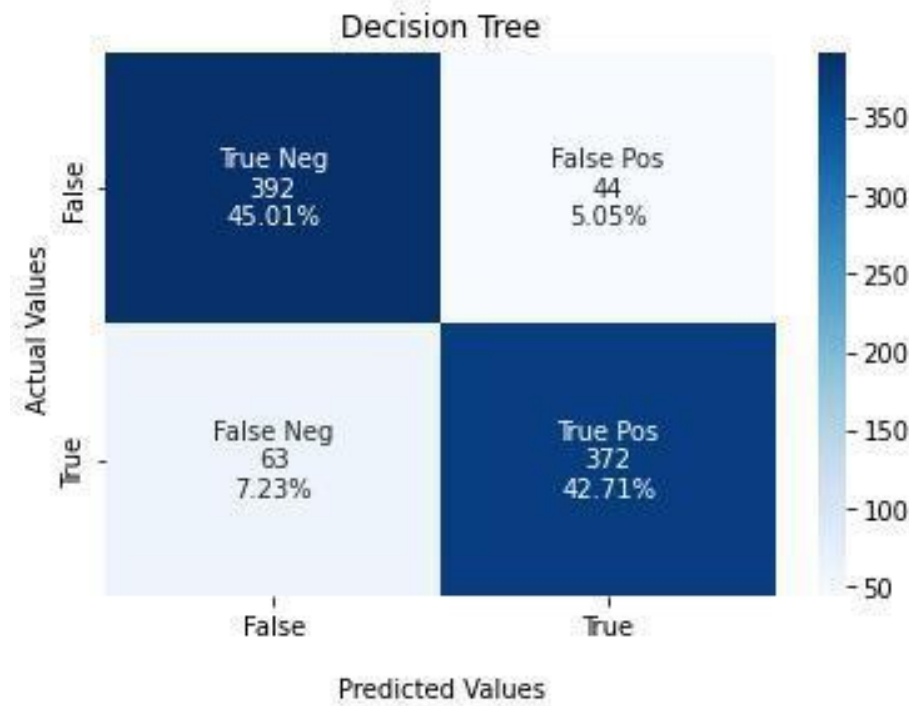 Decision Tree
Actual Values
False
True
True Neg
392
45.01%
False Pos
44
5.05%
False Neg
63
7.23%
True Pos
372
42.71%
False
True
Predicted Values
350
300
250
200
150
100
50